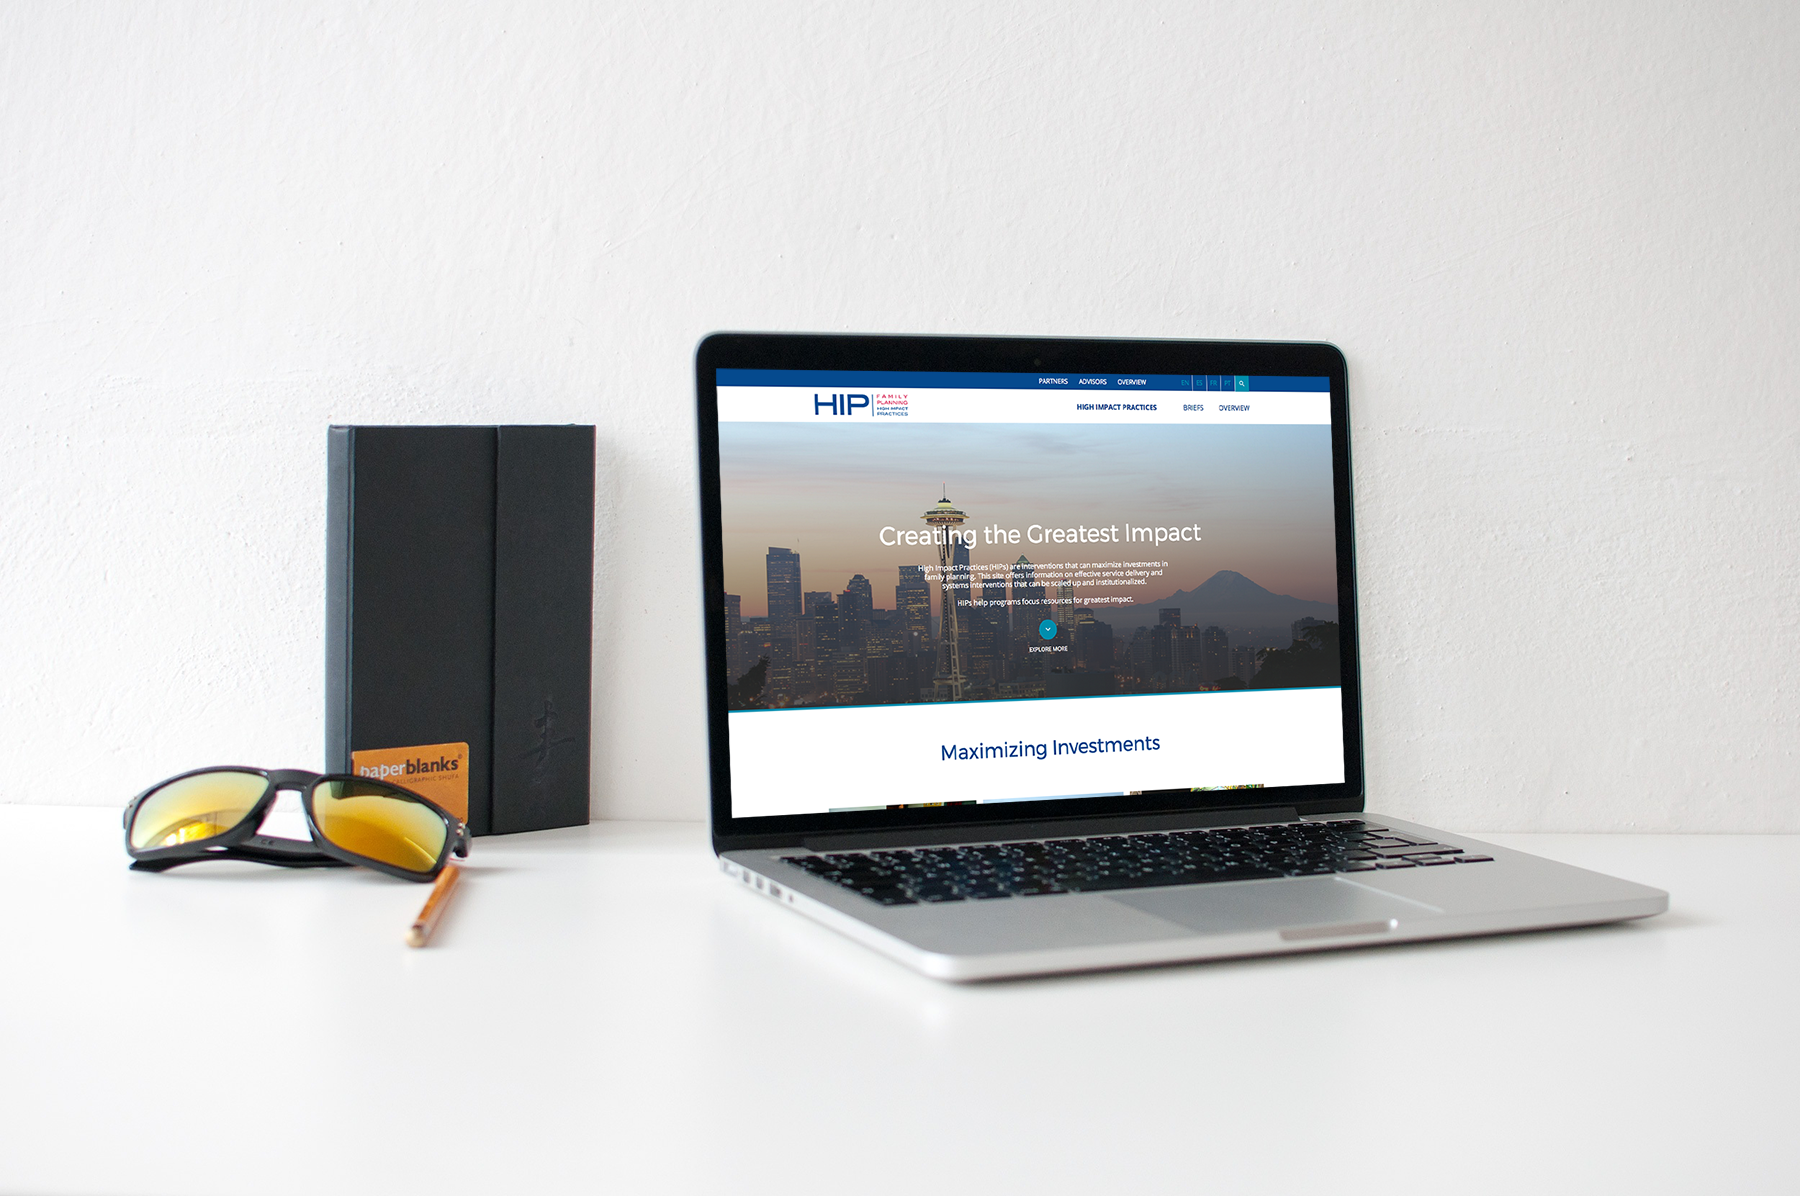 PARTNERS ADVISORS OVERVIEW EN ES FR PT
HIP
FAMILY
PLANNING
HIGH IMPACT
PRACTICES
HIGH IMPACT PRACTICES BRIEFS OVERVIEW
Creating the Greatest Impact
High Impact Practices (HIPs) are interventions that can maximize investments in
family planning. This site offers information on effective service delivery and
systems interventions that can be scaled up and institutionalized.
HIPs help programs focus resources for greatest impact.
EXPLORE MORE
Maximizing Investments
paperblanks®
CALLIGRAPHIC SHUFA
CE